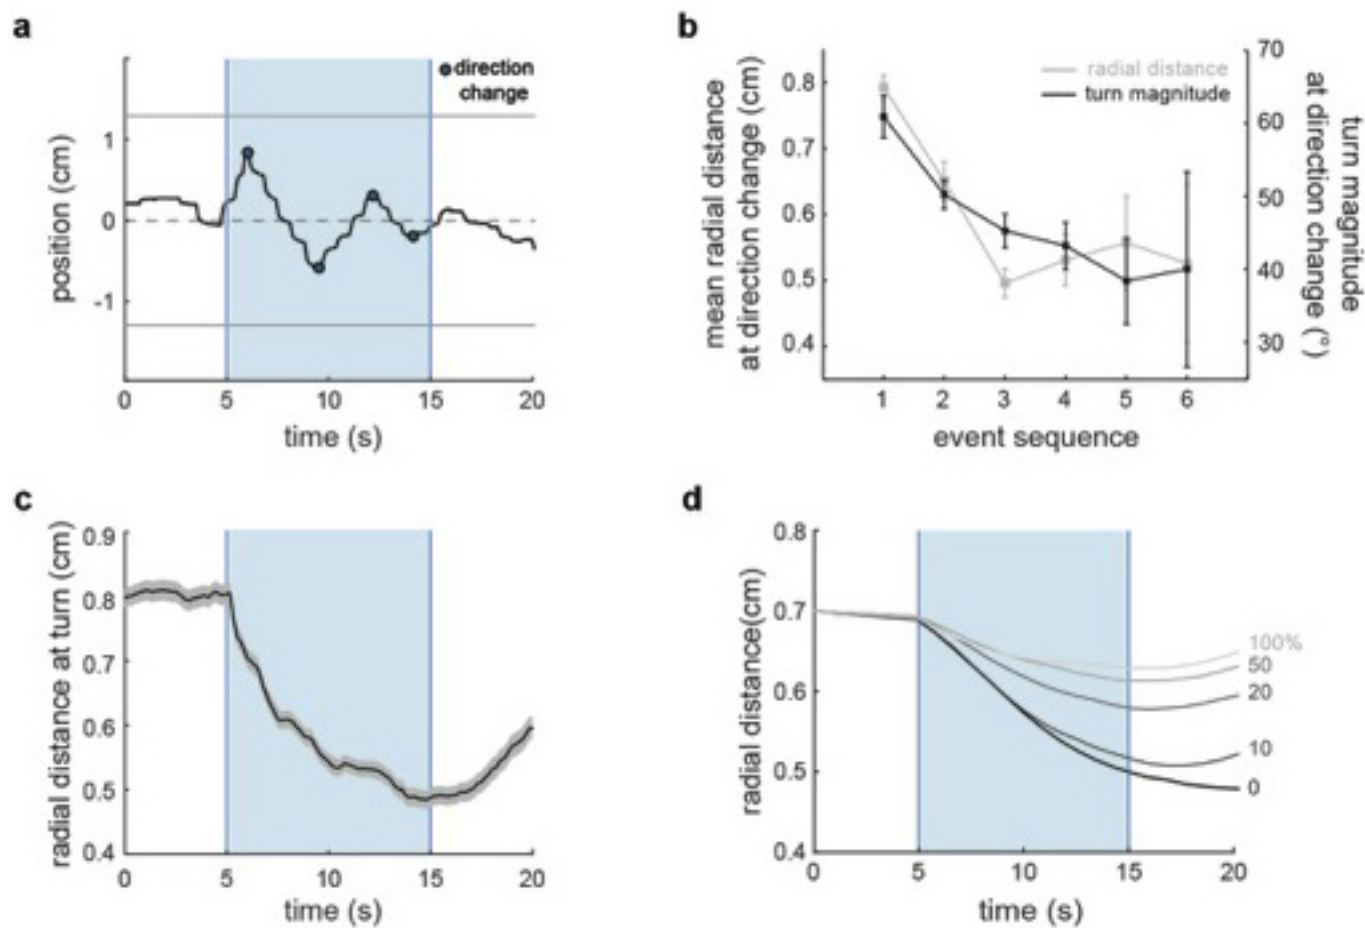 a
direction
change
position (cm)
1
0
-1
0 5 10 15 20
time (s)
b
radial distance
turn magnitude
mean radial distance
at direction change (cm)
0.8
0.7
0.6
0.5
0.4
70
60
50
40
30
turn magnitude
at direction change (°)
1 2 3 4 5 6
event sequence
c
radial distance at turn (cm)
0.9
0.8
0.7
0.6
0.5
0.4
0 5 10 15 20
time (s)
d
radial distance(cm)
0.8
0.7
0.6
0.5
0.4
100%
50
20
10
0
0 5 10 15 20
time (s)